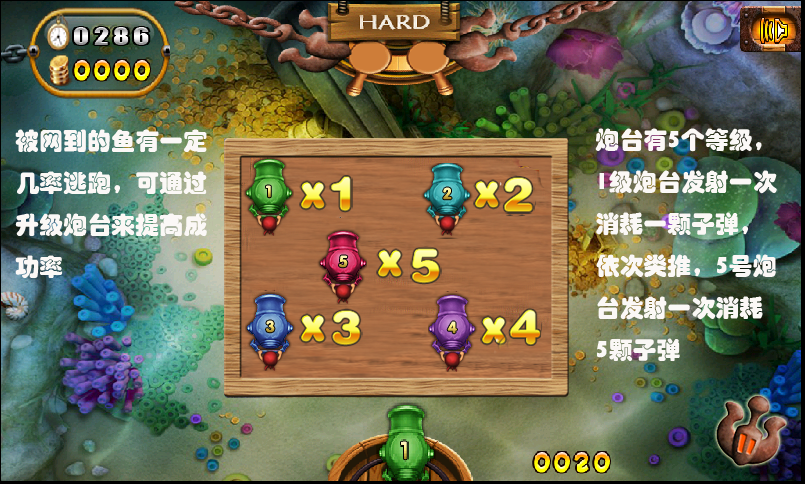 0286
HARD
0000
被网到的鱼有一定
几率逃跑，可通过
升级炮台来提高成
功率
炮台有5个等级，
1级炮台发射一次
消耗一颗子弹，
依次类推，5号炮
台发射一次消耗
5颗子弹
1 x1
2 x2
5 x5
3 x3
4 x4
1
0020